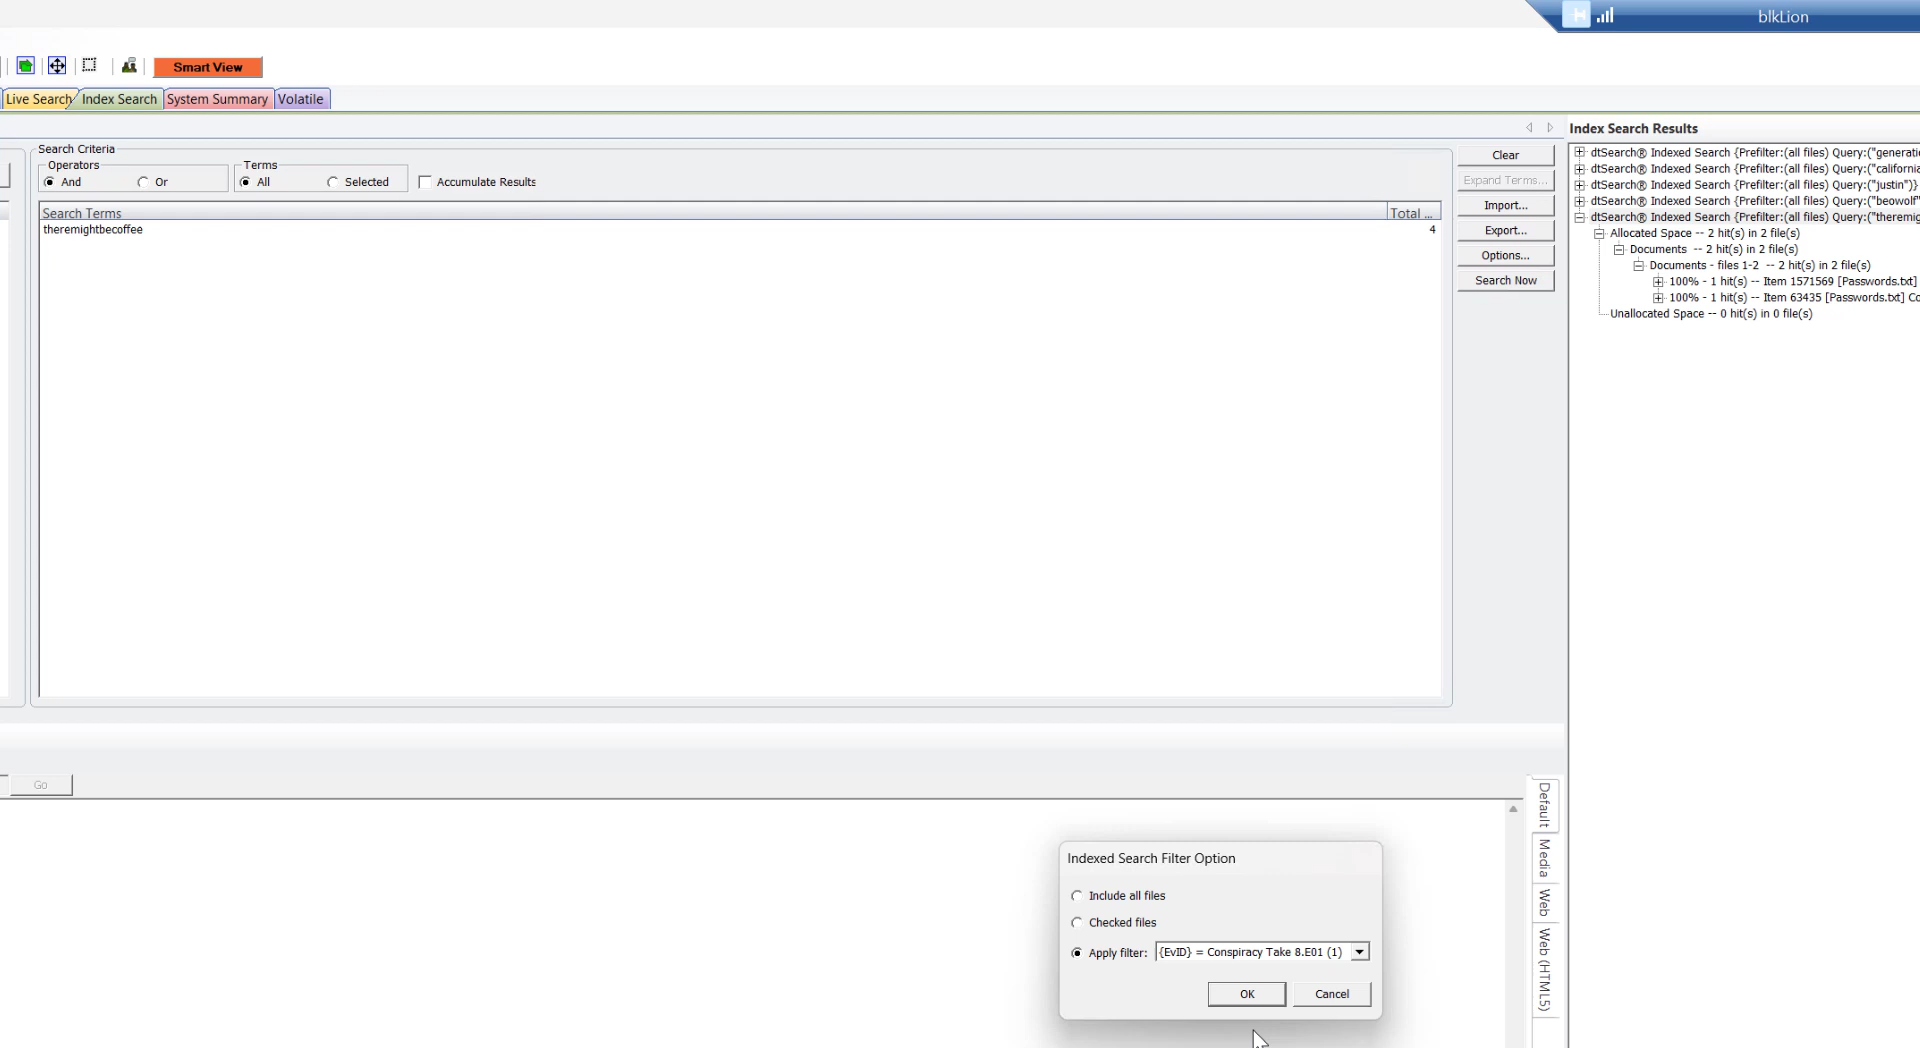 blkLion
Smart View
Live Search Index Search System Summary Volatile
Index Search Results
Search Criteria
Operators
And Or
Terms
All Selected
Accumulate Results
Search Terms Total ...
theremightbecoffee 4
Clear
Expand Terms...
Import...
Export...
Options...
Search Now
dtSearch® Indexed Search {Prefilter:(all files) Query:("generati
dtSearch® Indexed Search {Prefilter:(all files) Query:("california
dtSearch® Indexed Search {Prefilter:(all files) Query:("justin")}
dtSearch® Indexed Search {Prefilter:(all files) Query:("beowolf"
dtSearch® Indexed Search {Prefilter:(all files) Query:("theremig
Allocated Space -- 2 hit(s) in 2 file(s)
Documents -- 2 hit(s) in 2 file(s)
Documents - files 1-2 -- 2 hit(s) in 2 file(s)
100% - 1 hit(s) -- Item 1571569 [Passwords.txt]
100% - 1 hit(s) -- Item 63435 [Passwords.txt] Co
Unallocated Space -- 0 hit(s) in 0 file(s)
Go
Default
Media
Web
Web (HTML5)
Indexed Search Filter Option
Include all files
Checked files
Apply filter: {EvID} = Conspiracy Take 8.E01 (1)
OK Cancel